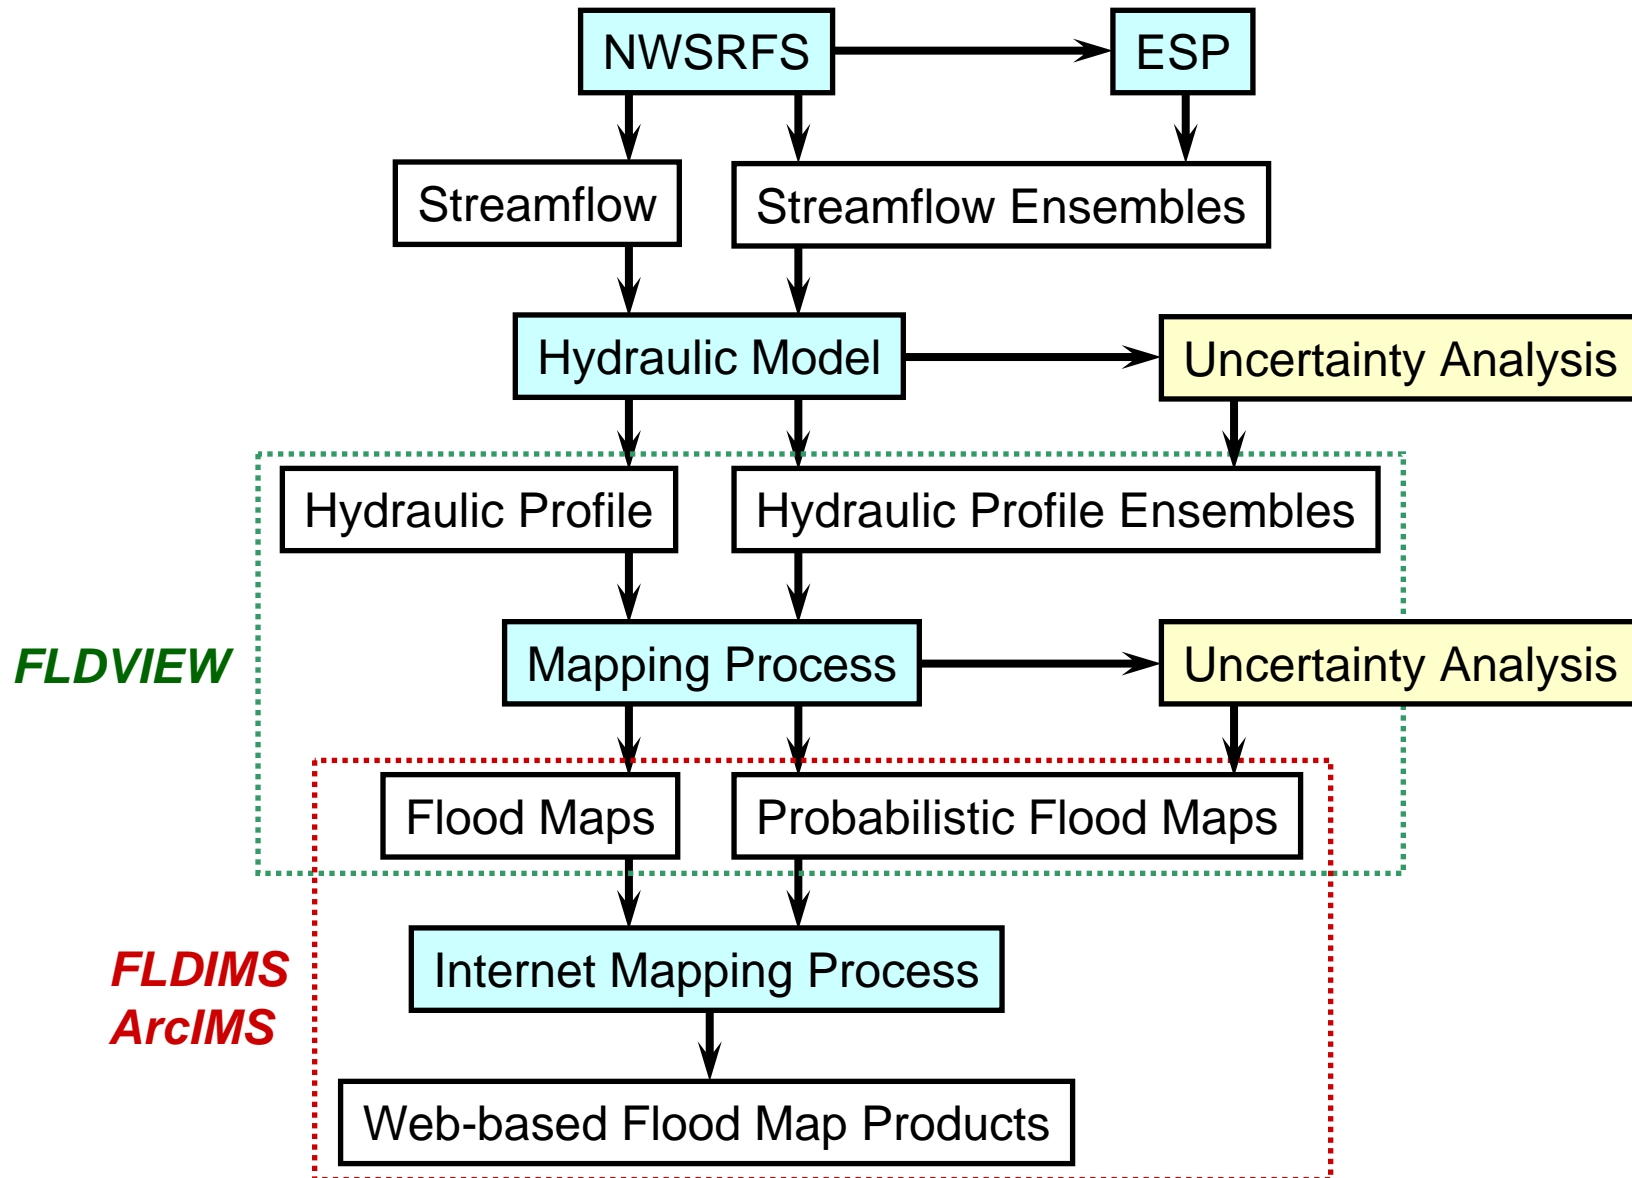 NWSRFS
ESP
Streamflow
Streamflow Ensembles
Hydraulic Model
Uncertainty Analysis
Hydraulic Profile
Hydraulic Profile Ensembles
FLDVIEW
Mapping Process
Uncertainty Analysis
Flood Maps
Probabilistic Flood Maps
FLDIMS
ArcIMS
Internet Mapping Process
Web-based Flood Map Products